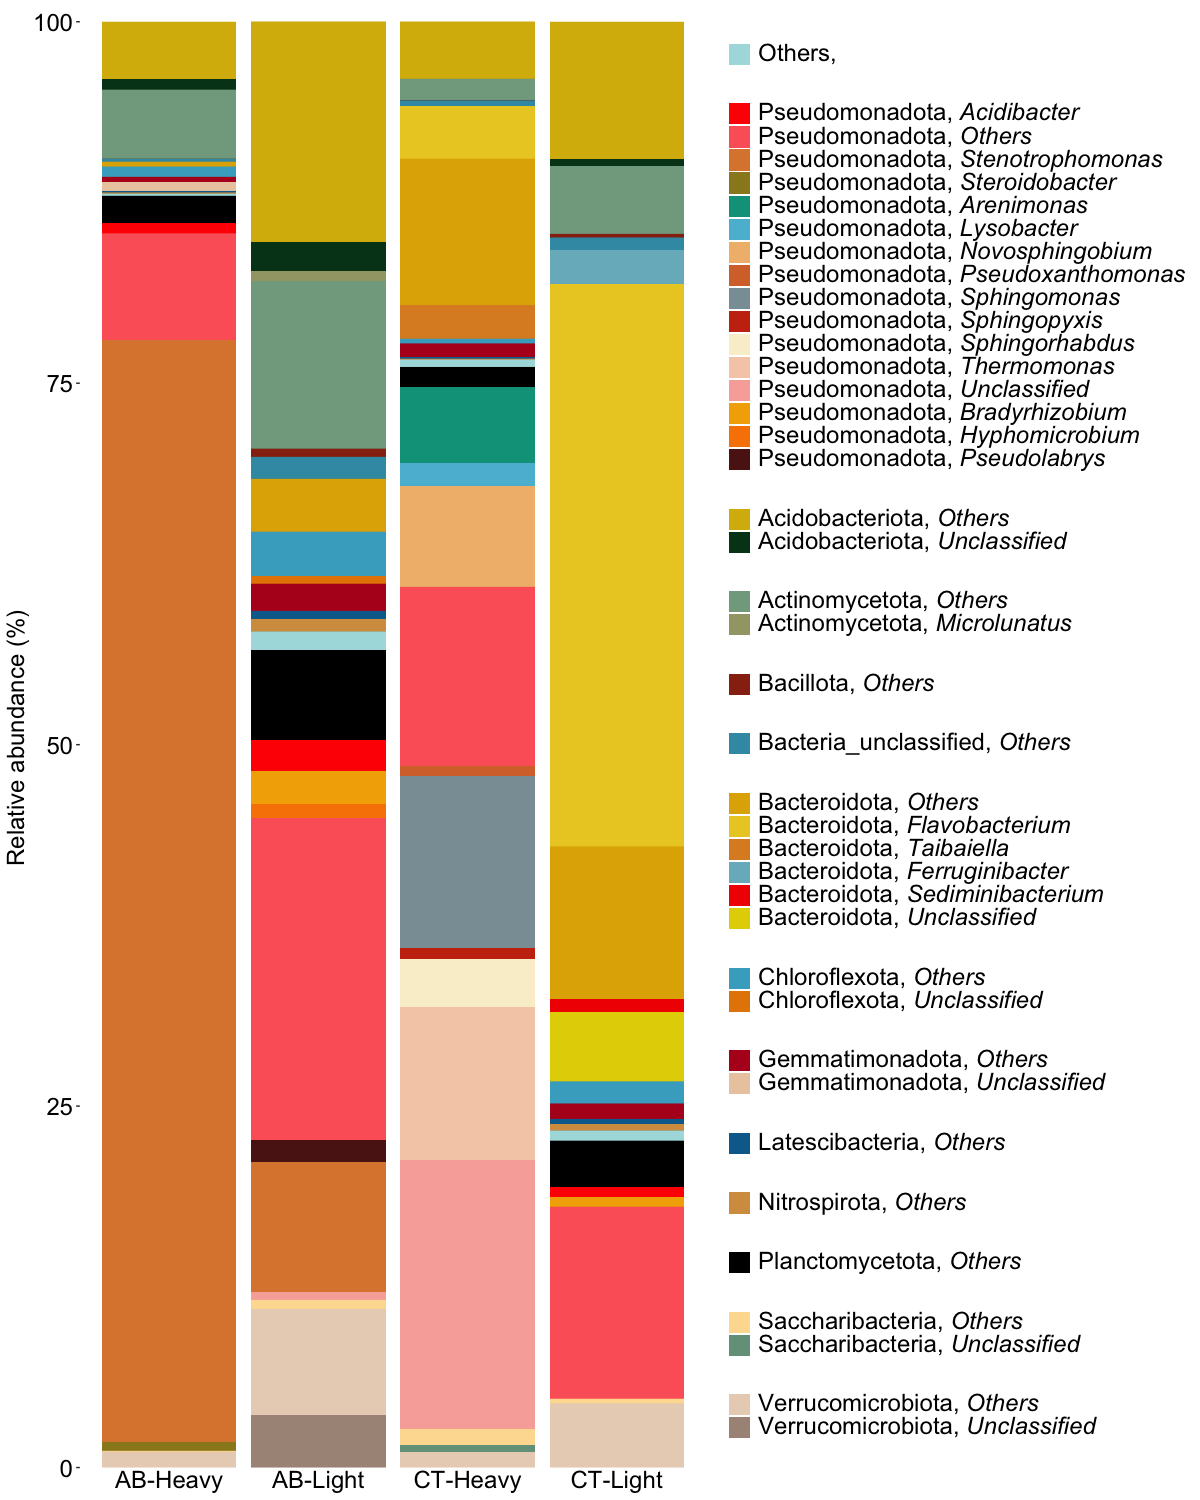 100
75
50
25
0
Relative abundance (%)
AB-Heavy
AB-Light
CT-Heavy
CT-Light
Others,
Pseudomonadota, Acidibacter
Pseudomonadota, Others
Pseudomonadota, Stenotrophomonas
Pseudomonadota, Steroidobacter
Pseudomonadota, Arenimonas
Pseudomonadota, Lysobacter
Pseudomonadota, Novosphingobium
Pseudomonadota, Pseudoxanthomonas
Pseudomonadota, Sphingomonas
Pseudomonadota, Sphingopyxis
Pseudomonadota, Sphingorhabdus
Pseudomonadota, Thermomonas
Pseudomonadota, Unclassified
Pseudomonadota, Bradyrhizobium
Pseudomonadota, Hyphomicrobium
Pseudomonadota, Pseudolabrys
Acidobacteriota, Others
Acidobacteriota, Unclassified
Actinomycetota, Others
Actinomycetota, Microlunatus
Bacillota, Others
Bacteria_unclassified, Others
Bacteroidota, Others
Bacteroidota, Flavobacterium
Bacteroidota, Taibaiella
Bacteroidota, Ferruginibacter
Bacteroidota, Sediminibacterium
Bacteroidota, Unclassified
Chloroflexota, Others
Chloroflexota, Unclassified
Gemmatimonadota, Others
Gemmatimonadota, Unclassified
Latescibacteria, Others
Nitrospirota, Others
Planctomycetota, Others
Saccharibacteria, Others
Saccharibacteria, Unclassified
Verrucomicrobiota, Others
Verrucomicrobiota, Unclassified